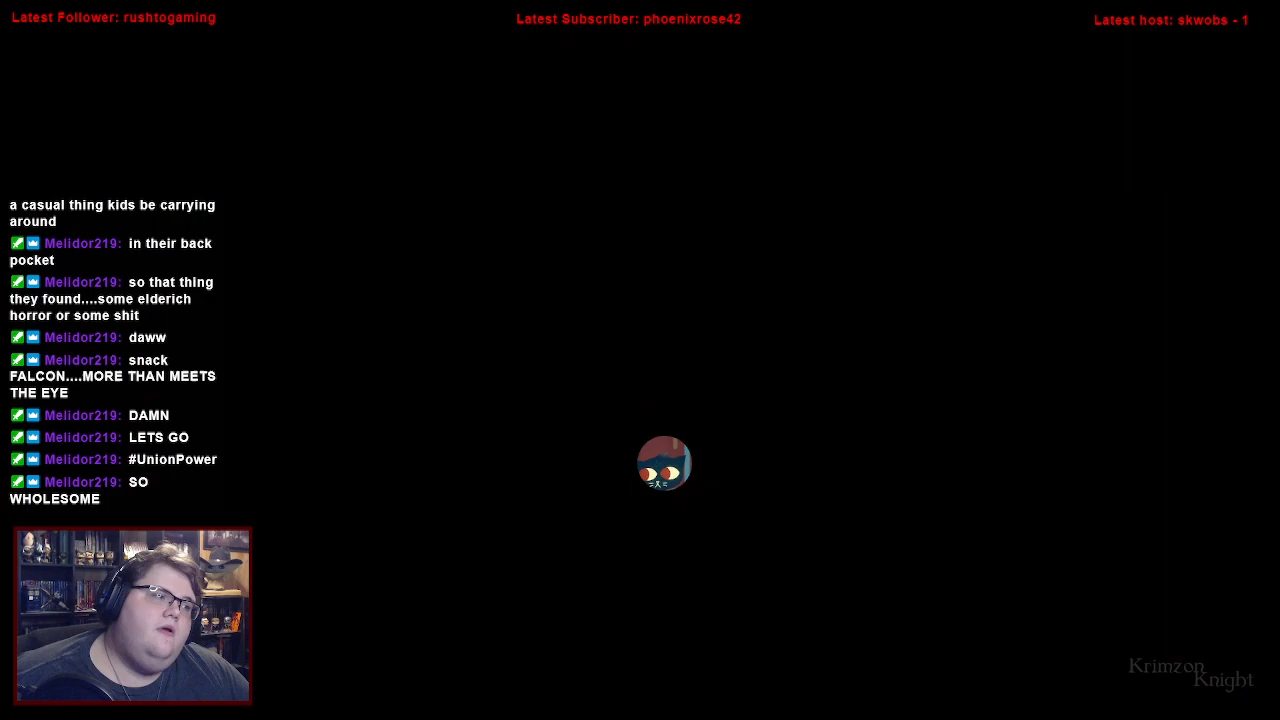 Latest Follower: rushtogaming
Latest Subscriber: phoenixrose42
Latest host: skwobs - 1
a casual thing kids be carrying
around
Melidor219: in their back
pocket
Melidor219: so that thing
they found....some elderich
horror or some shit
Melidor219: daww
Melidor219: snack
FALCON....MORE THAN MEETS
THE EYE
Melidor219: DAMN
Melidor219: LETS GO
Melidor219: #UnionPower
Melidor219: SO
WHOLESOME
Krimzon
Knight